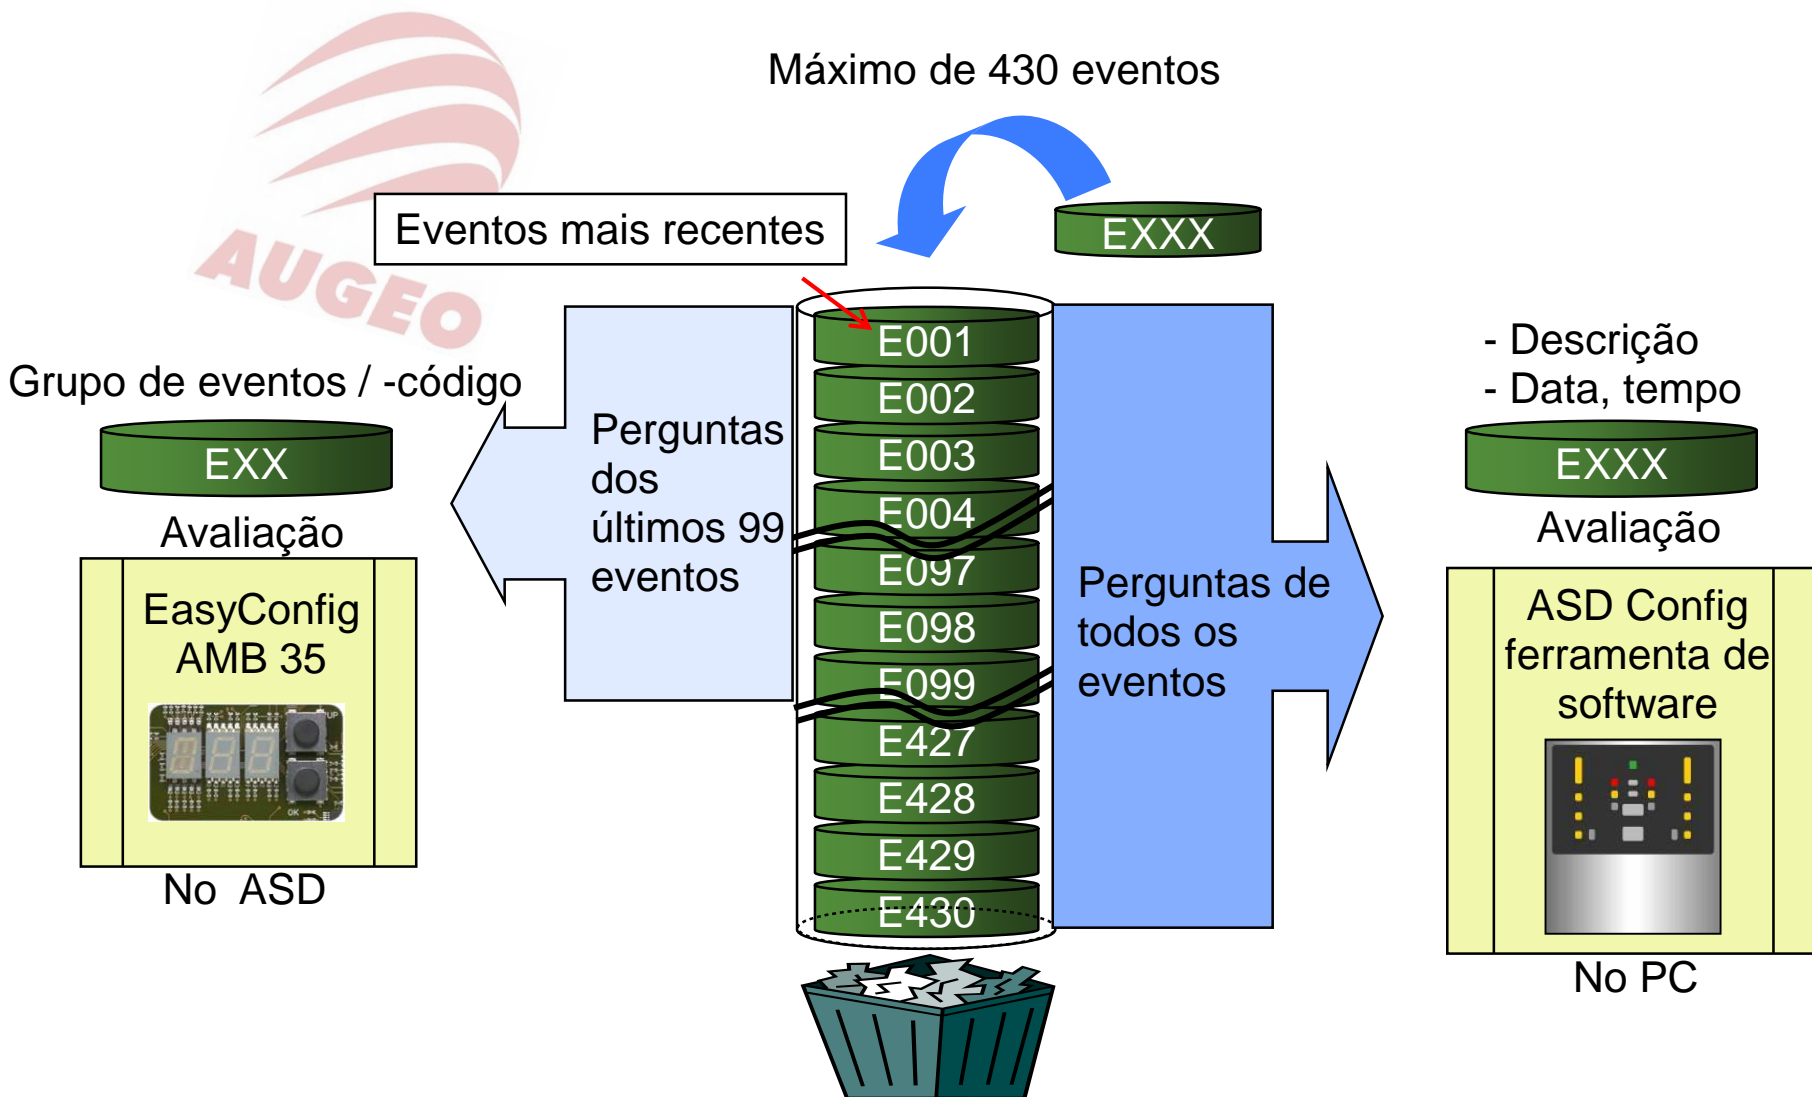 Máximo de 430 eventos
AUGEO
Eventos mais recentes
EXXX
Grupo de eventos / -código
EXX
Avaliação
EasyConfig
AMB 35
UP
OK
No ASD
Perguntas
dos
últimos 99
eventos
E001
E002
E003
E004
E097
E098
E099
E427
E428
E429
E430
Perguntas de
todos os
eventos
- Descrição
- Data, tempo
EXXX
Avaliação
ASD Config
ferramenta de
software
No PC